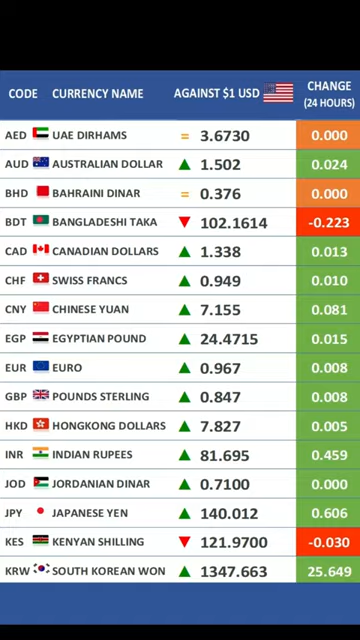 CODE CURRENCY NAME AGAINST $1 USD CHANGE (24 HOURS)
AED UAE DIRHAMS = 3.6730 0.000
AUD AUSTRALIAN DOLLAR ▲ 1.502 0.024
BHD BAHRAINI DINAR = 0.376 0.000
BDT BANGLADESHI TAKA ▼ 102.1614 -0.223
CAD CANADIAN DOLLARS ▲ 1.338 0.013
CHF SWISS FRANCS ▲ 0.949 0.010
CNY CHINESE YUAN ▲ 7.155 0.081
EGP EGYPTIAN POUND ▲ 24.4715 0.015
EUR EURO ▲ 0.967 0.008
GBP POUNDS STERLING ▲ 0.847 0.008
HKD HONGKONG DOLLARS ▲ 7.827 0.005
INR INDIAN RUPEES ▲ 81.695 0.459
JOD JORDANIAN DINAR ▲ 0.7100 0.000
JPY JAPANESE YEN ▲ 140.012 0.606
KES KENYAN SHILLING ▼ 121.9700 -0.030
KRW SOUTH KOREAN WON ▲ 1347.663 25.649